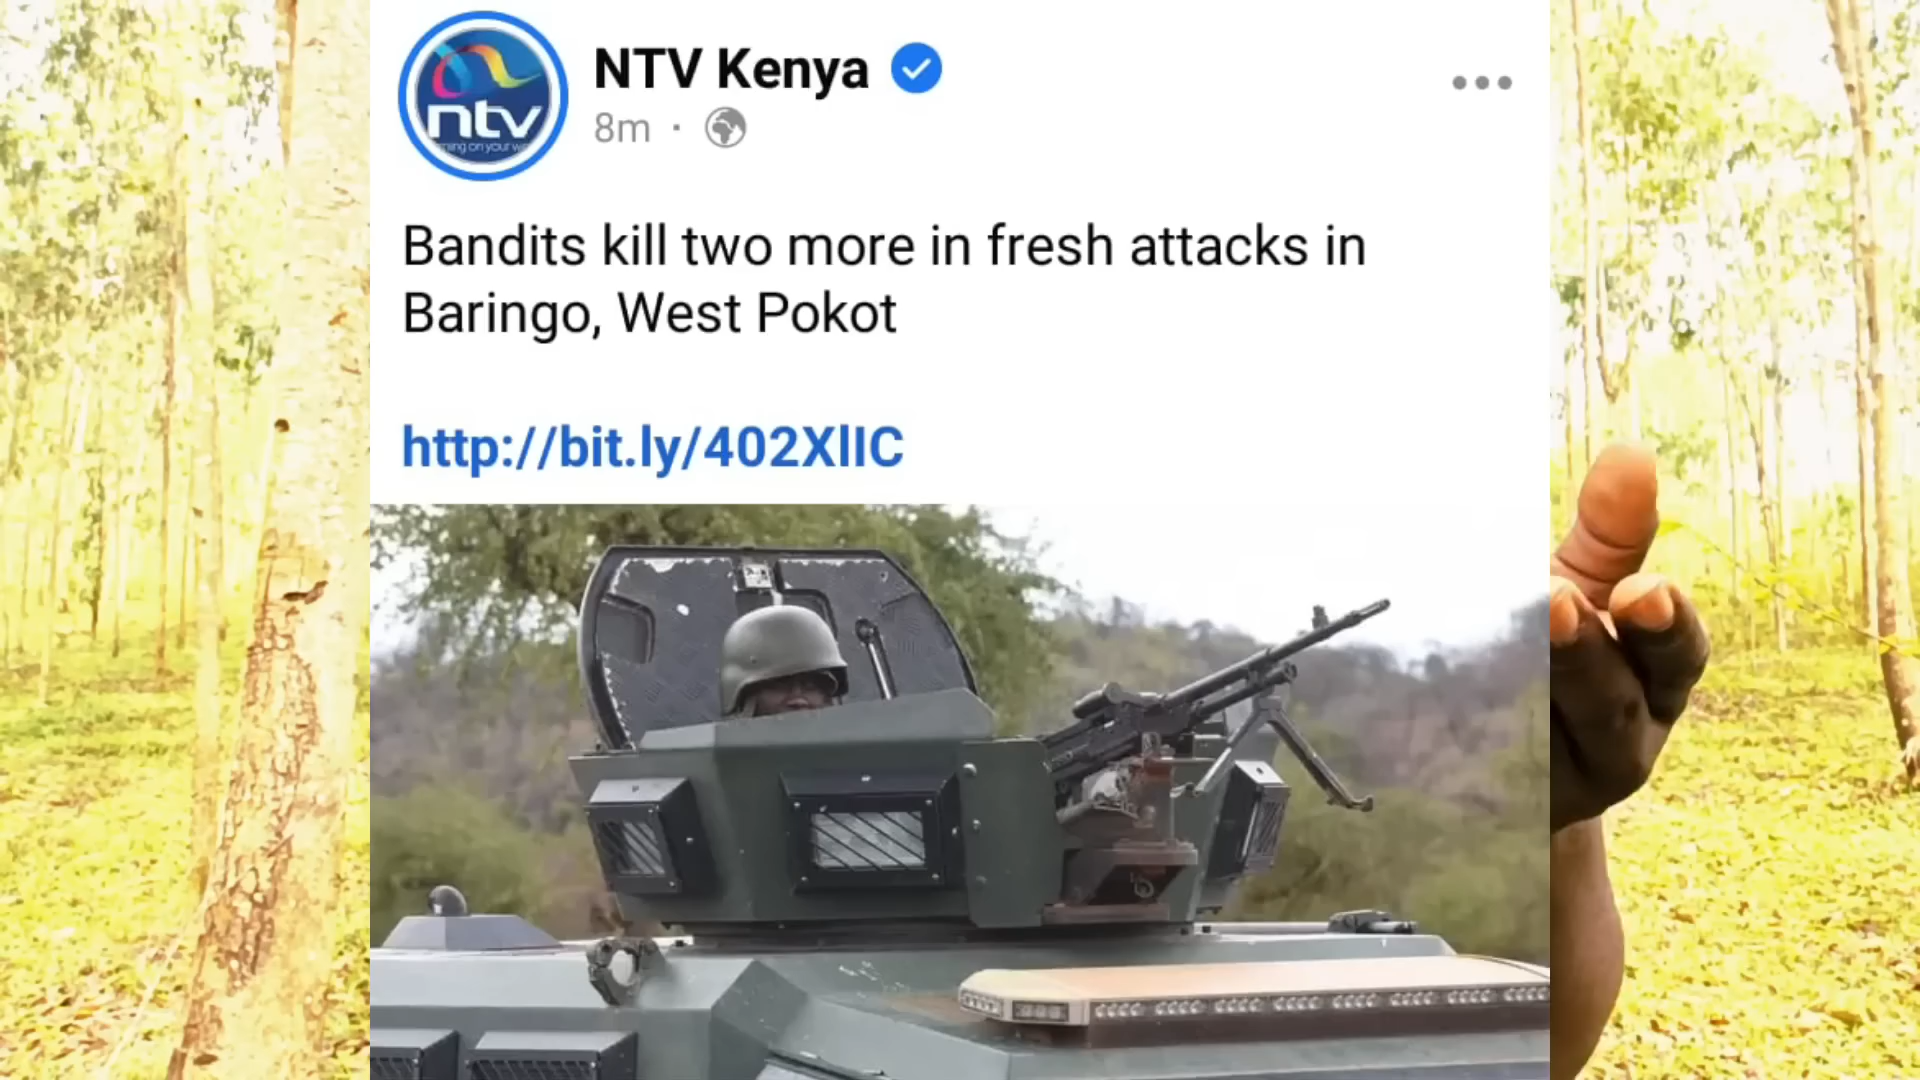 NTV Kenya
8m
ntv
Bandits kill two more in fresh attacks in
Baringo, West Pokot
http://bit.ly/402XlIC